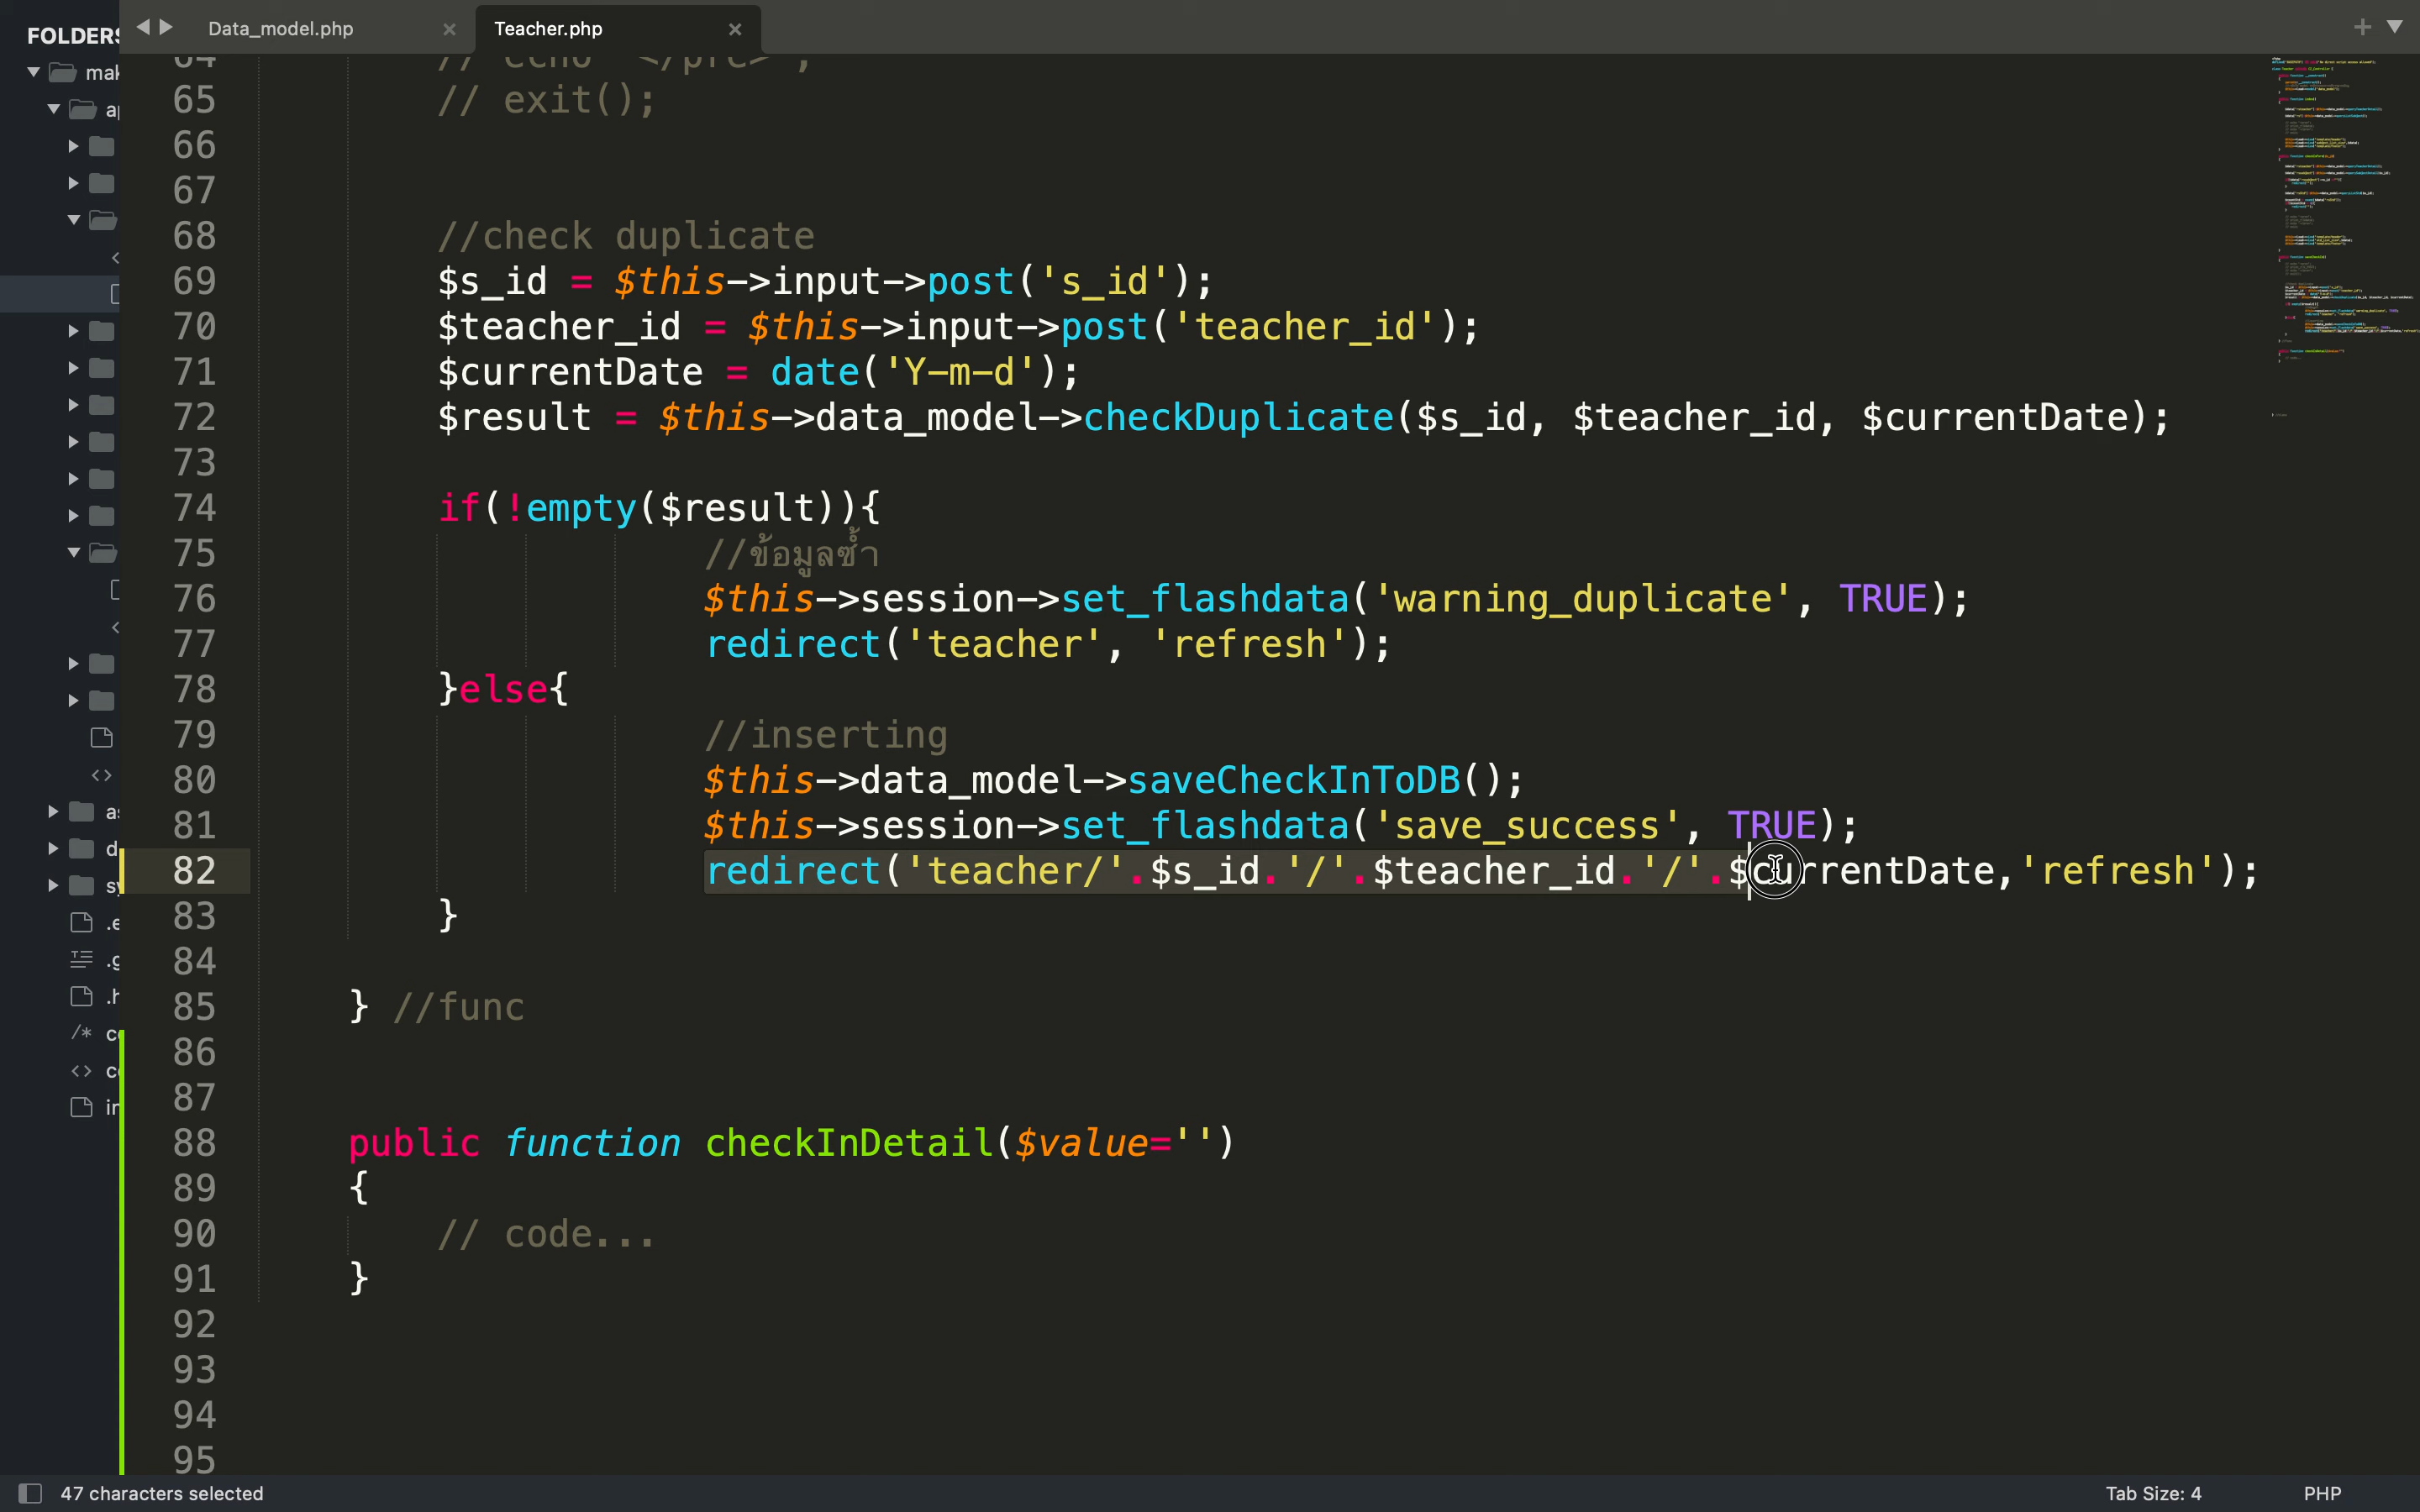 FOLDERS
Data_model.php
Teacher.php
64 // echo "</pre>";
65 // exit();
66
67
68 //check duplicate
69 $s_id = $this->input->post('s_id');
70 $teacher_id = $this->input->post('teacher_id');
71 $currentDate = date('Y-m-d');
72 $result = $this->data_model->checkDuplicate($s_id, $teacher_id, $currentDate);
73
74 if(!empty($result)){
75 //ข้อมูลซ้ำ
76 $this->session->set_flashdata('warning_duplicate', TRUE);
77 redirect('teacher', 'refresh');
78 }else{
79 //inserting
80 $this->data_model->saveCheckInToDB();
81 $this->session->set_flashdata('save_success', TRUE);
82 redirect('teacher/'.$s_id.'/'.$teacher_id.'/'.$currentDate,'refresh');
83 }
84
85 } //func
86
87
88 public function checkInDetail($value='')
89 {
90 // code...
91 }
92
93
94
95
47 characters selected
Tab Size: 4
PHP